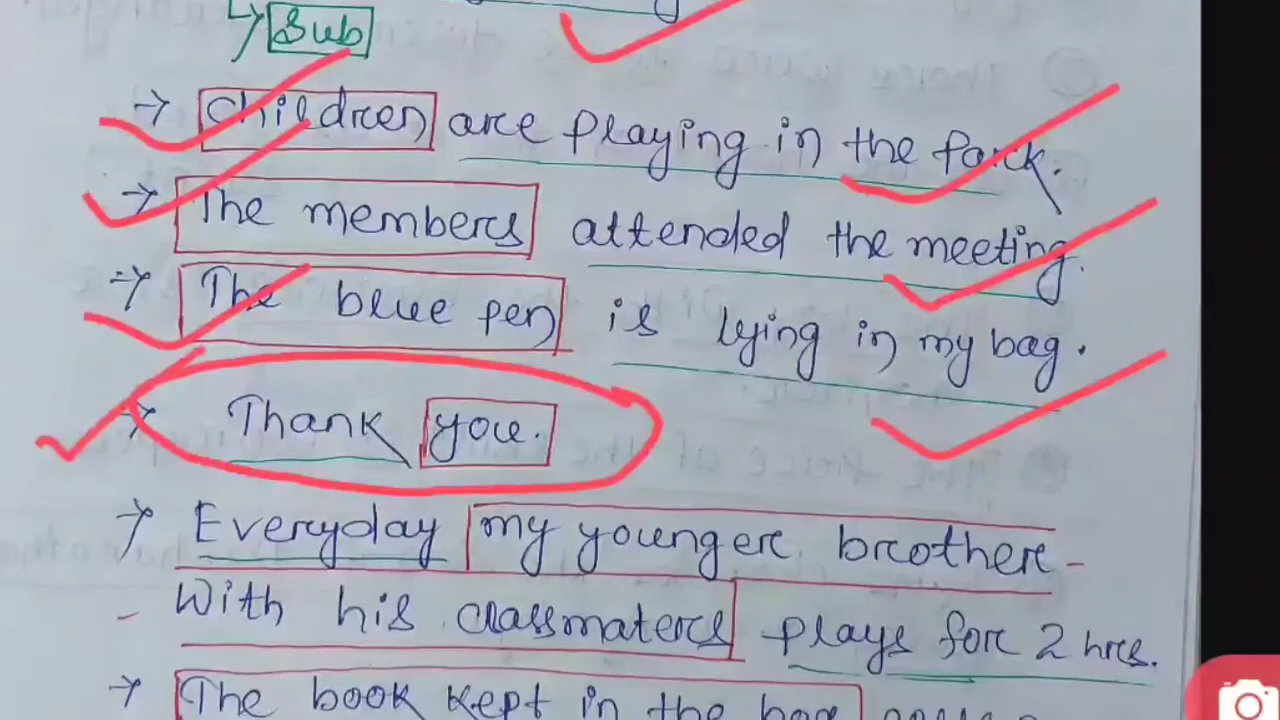 ↳ Sub
→ Children are playing in the park.
→ The members attended the meeting.
→ The blue pen is lying in my bag.
→ Thank you.
→ Everyday my younger brother -
- With his classmaters plays for 2 hrs.
→ The book kept in the